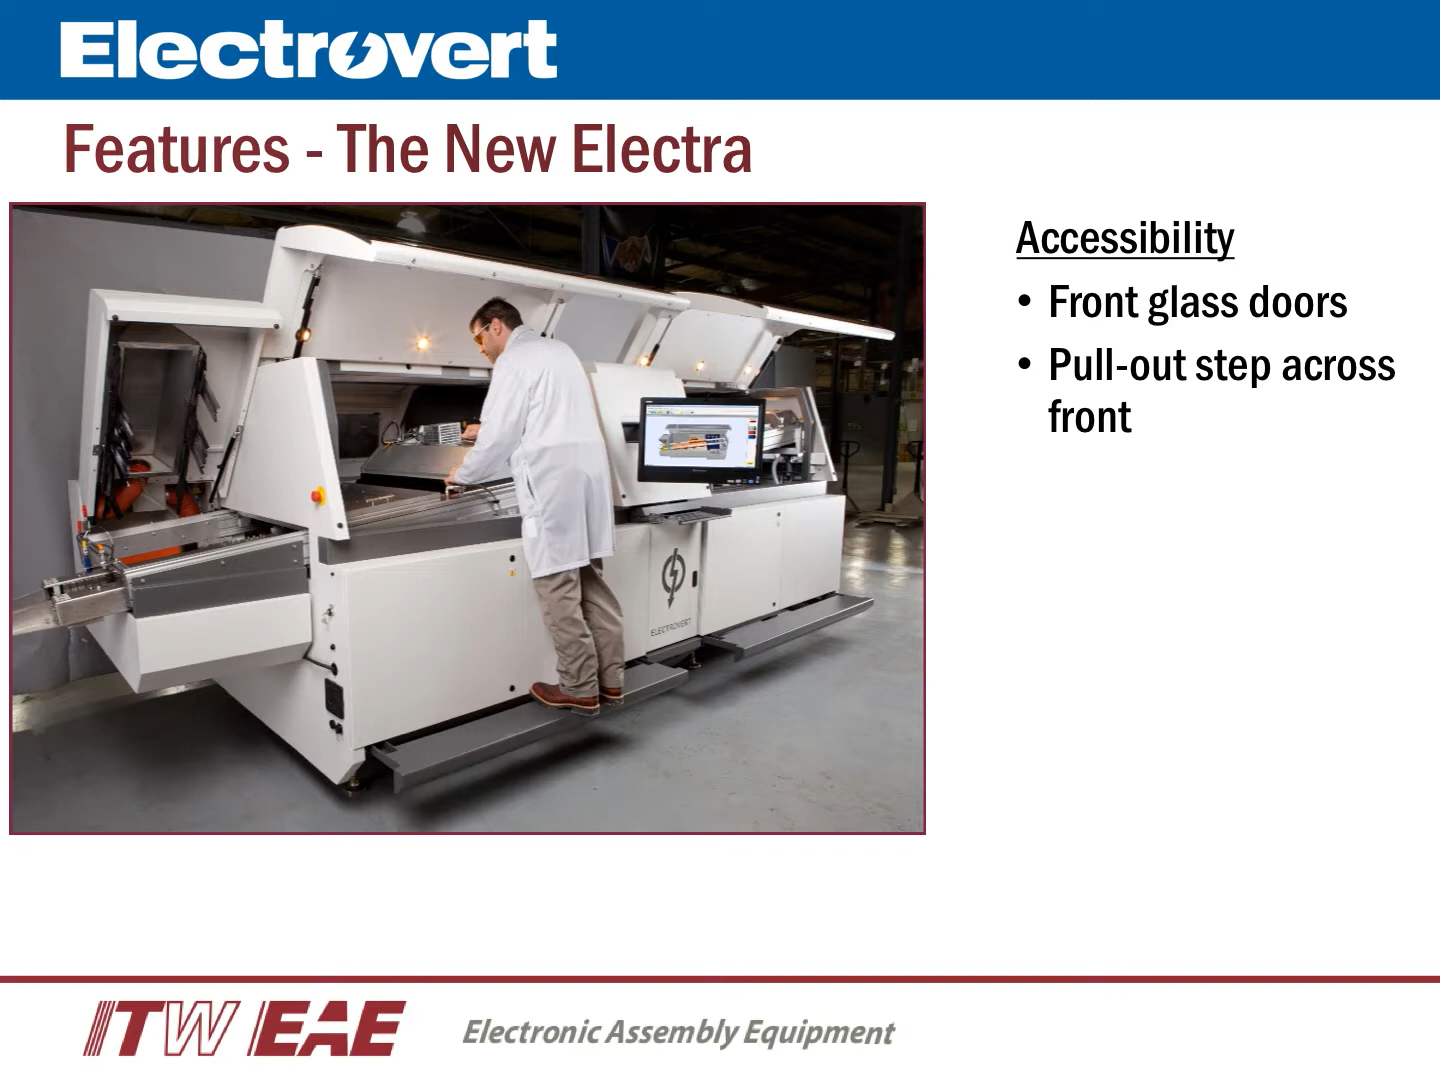 Electrovert
Features - The New Electra
Accessibility
• Front glass doors
• Pull-out step across
front
ELECTROVERT
ITW EAE
Electronic Assembly Equipment